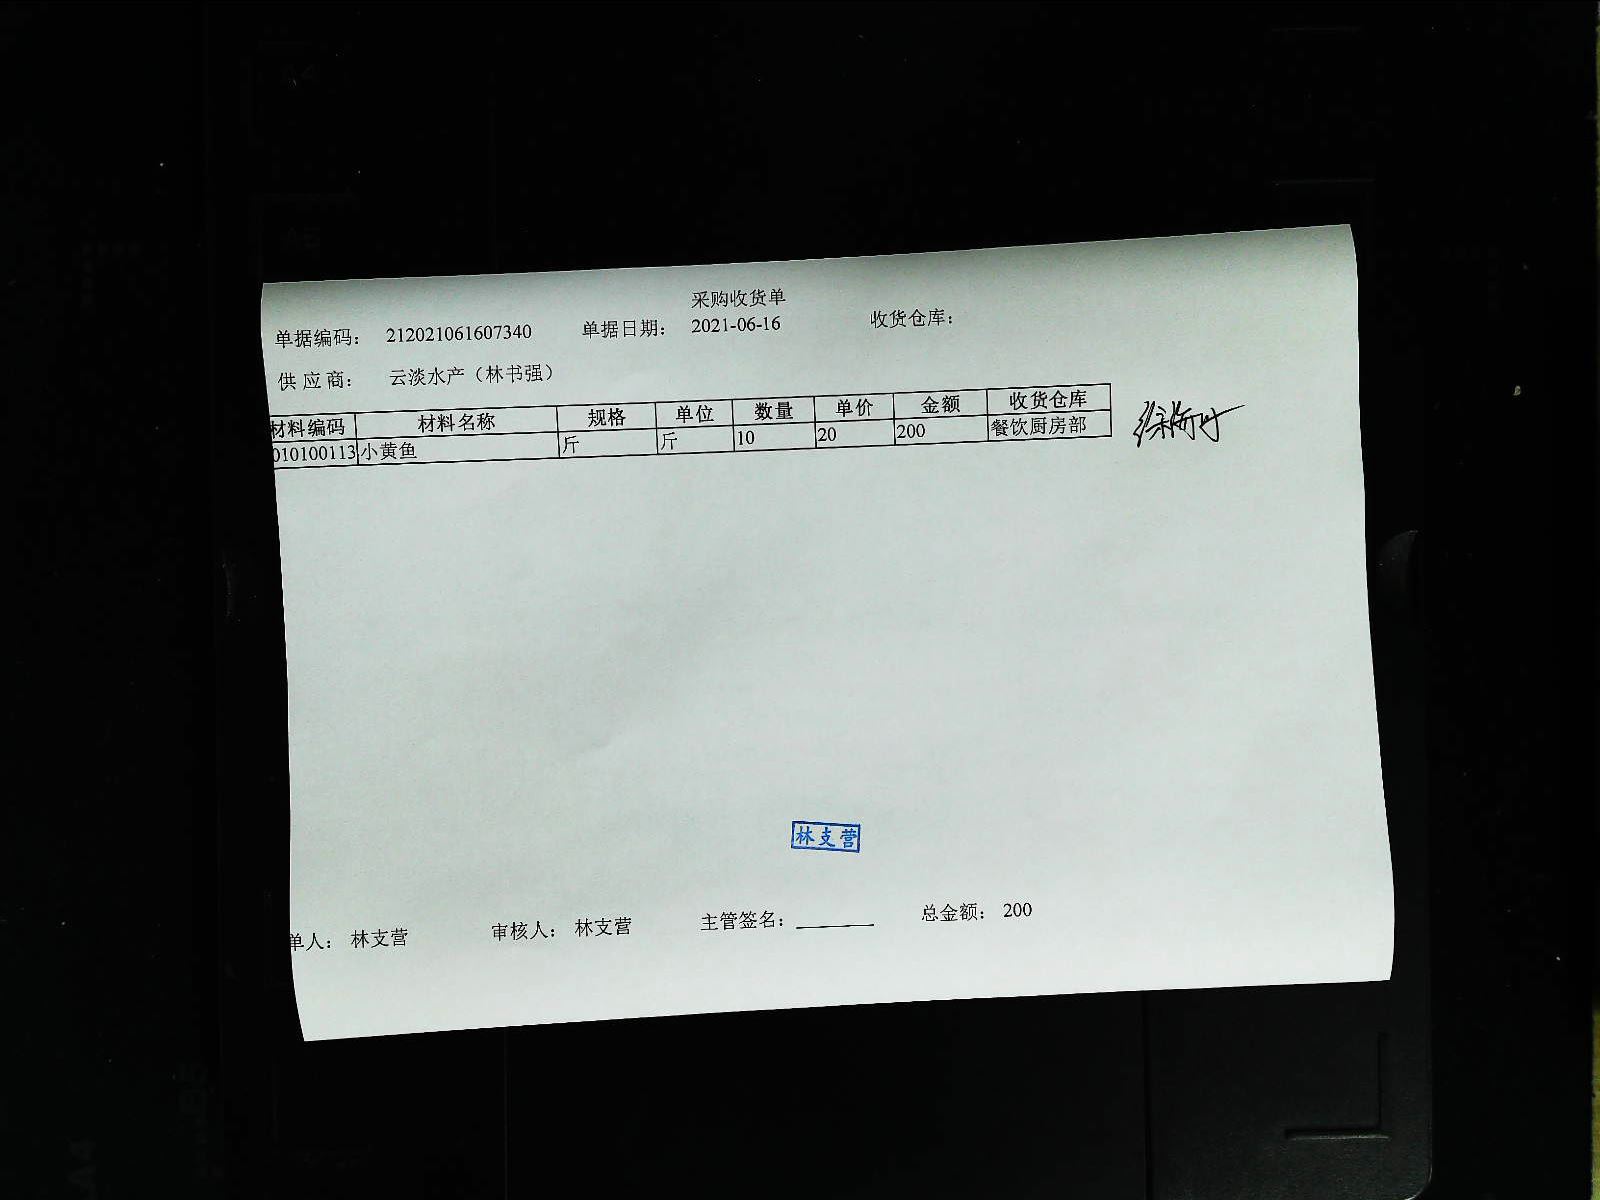 采购收货单
单据编码： 212021061607340 单据日期： 2021-06-16 收货仓库：
供应商： 云淡水产（林书强）
材料编码 材料名称 规格 单位 数量 单价 金额 收货仓库
010100113 小黄鱼 斤 斤 10 20 200 餐饮厨房部
林支营
单人： 林支营 审核人： 林支营 主管签名： 总金额： 200